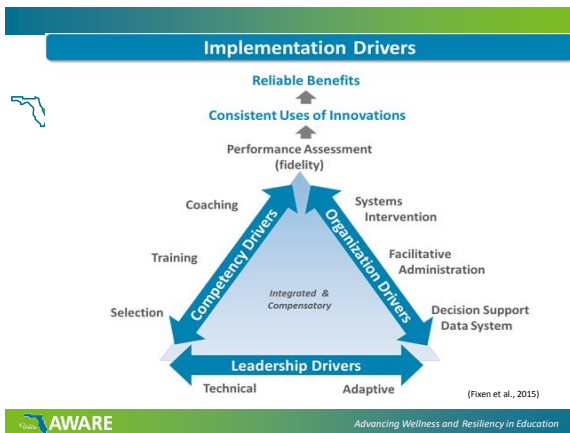 Implementation Drivers
Reliable Benefits
Consistent Uses of Innovations
Performance Assessment
(fidelity)
Coaching
Training
Selection
Competency Drivers
Systems
Intervention
Facilitative
Administration
Decision Support
Data System
Organization Drivers
Integrated &
Compensatory
Leadership Drivers
Technical
Adaptive
(Fixen et al., 2015)
AWARE
Advancing Wellness and Resiliency in Education